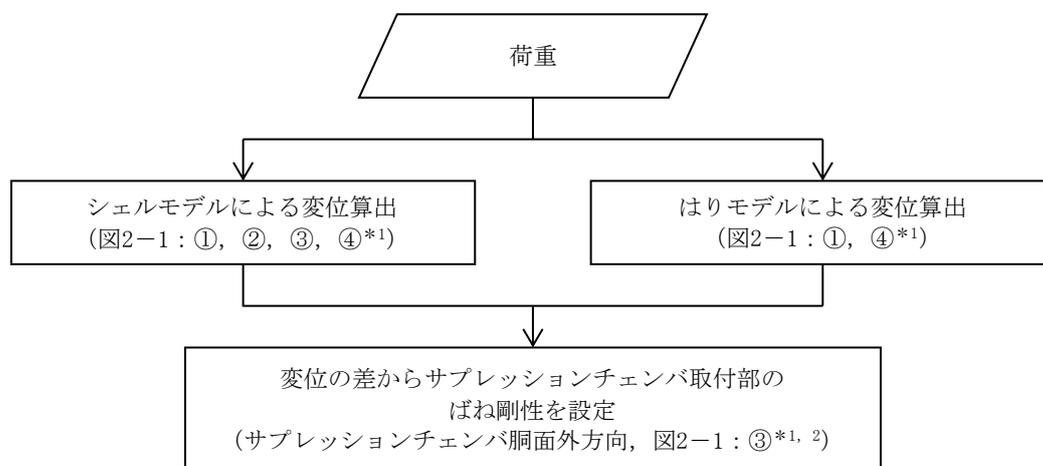 荷重
シェルモデルによる変位算出
（図2－1：①，②，③，④*1）
はりモデルによる変位算出
（図2－1：①，④*1）
変位の差からサプレッションチェンバ取付部の
ばね剛性を設定
（サプレッションチェンバ胴面外方向，図2－1：③*1, 2）